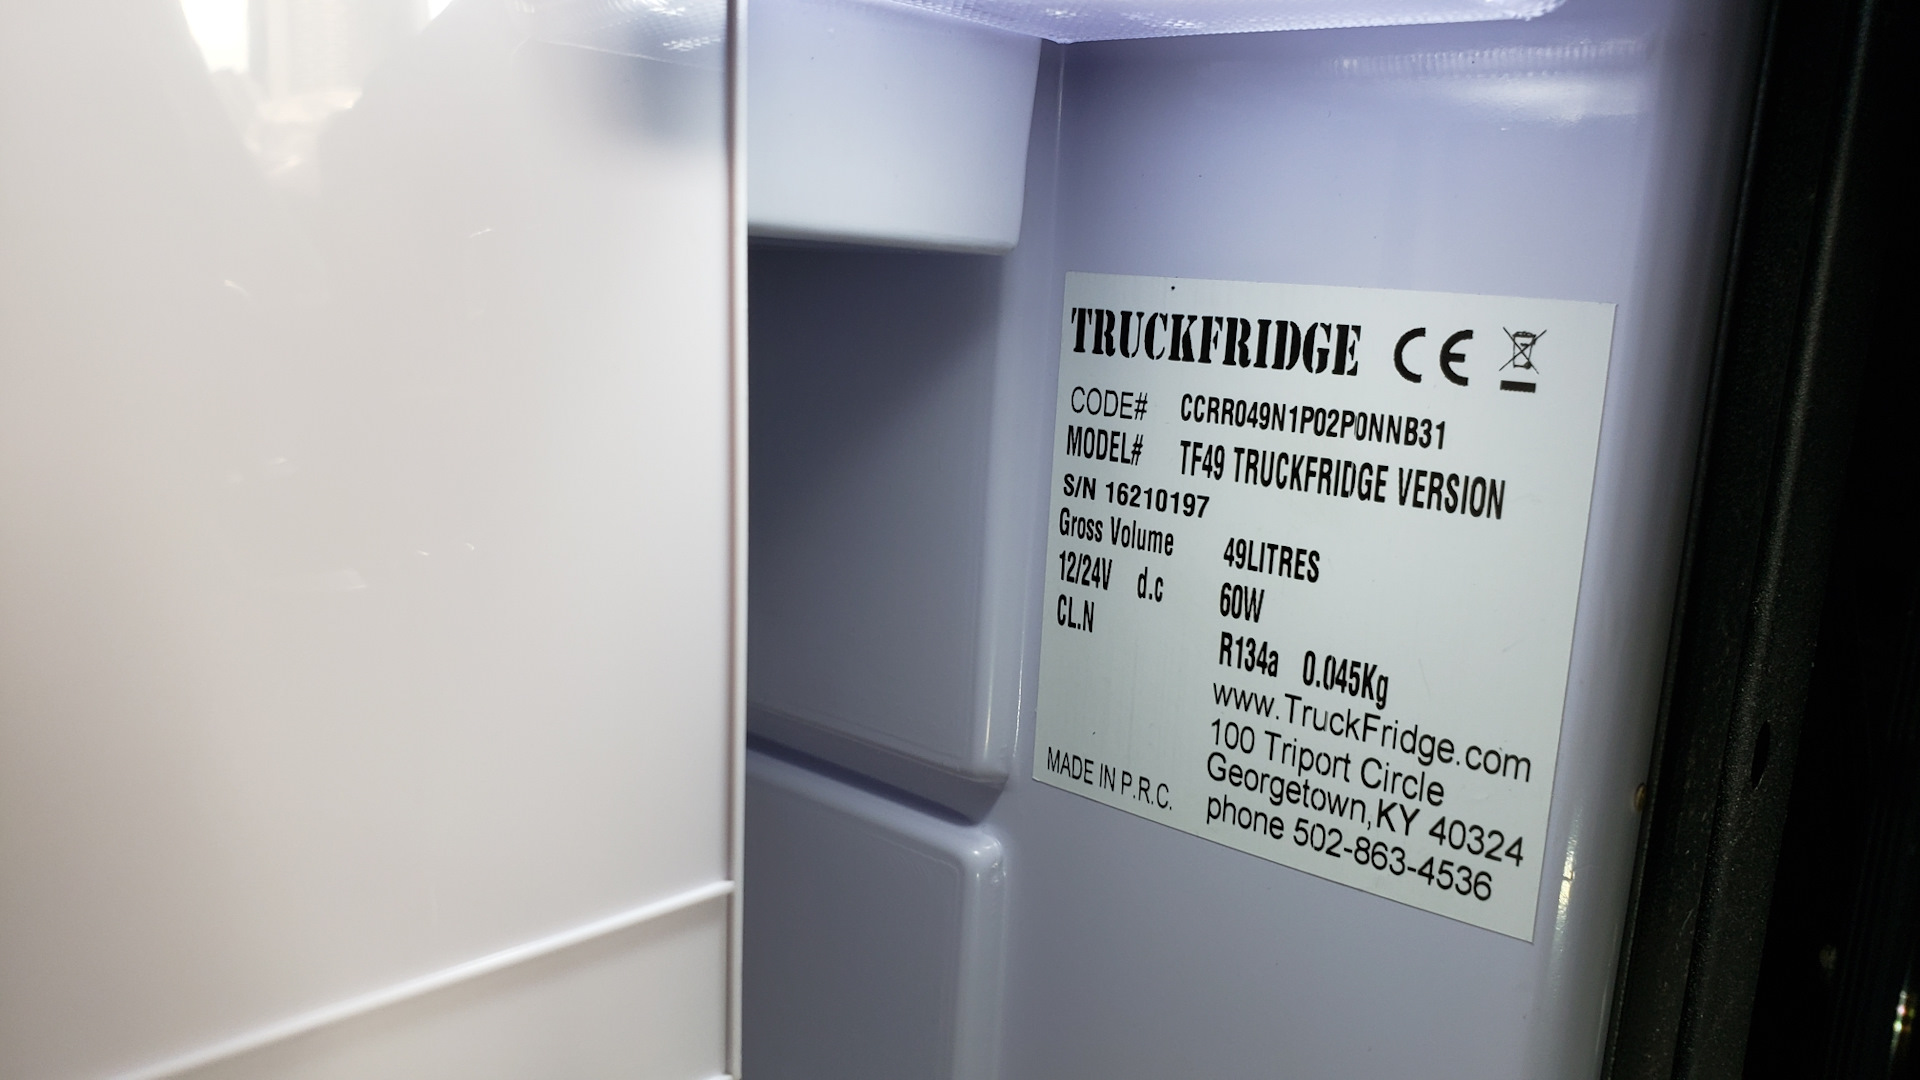 TRUCKFRIDGE CE
CODE# CCRR049N1P02P0NNB31
MODEL# TF49 TRUCKFRIDGE VERSION
S/N 16210197
Gross Volume 49LITRES
12/24V d.c 60W
CL.N R134a 0.045Kg
www.TruckFridge.com
100 Triport Circle
Georgetown,KY 40324
MADE IN P.R.C. phone 502-863-4536